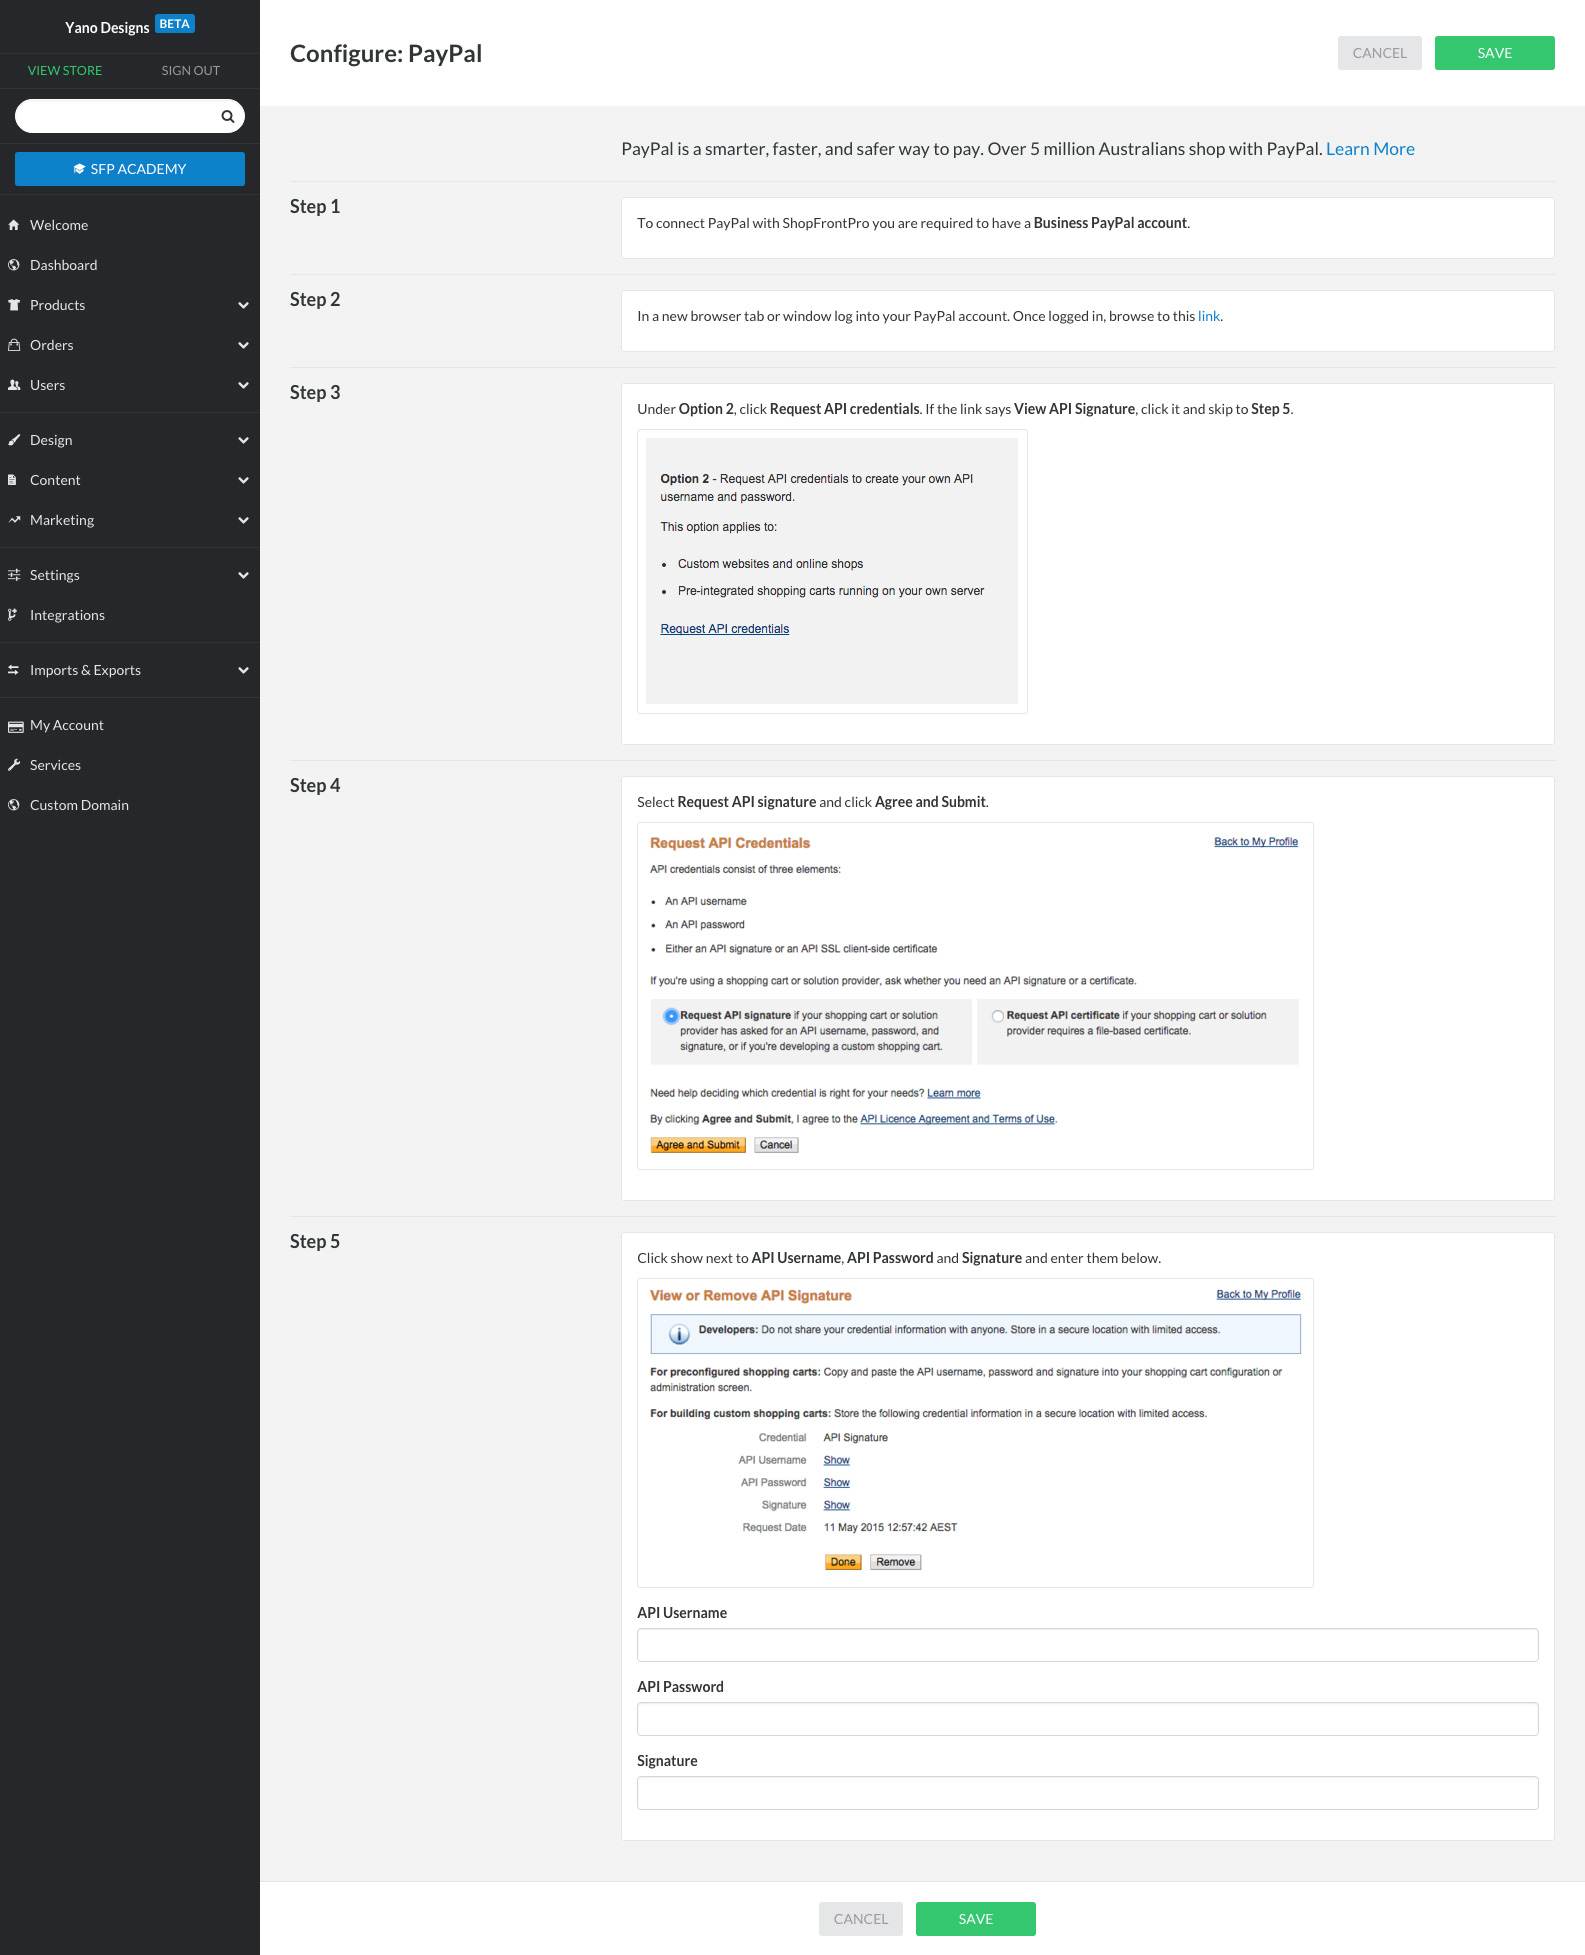 Yano Designs BETA
VIEW STORE
SIGN OUT
SFP ACADEMY
Welcome
Dashboard
Products
Orders
Users
Design
Content
Marketing
Settings
Integrations
Imports & Exports
My Account
Services
Custom Domain
Configure: PayPal
CANCEL
SAVE
PayPal is a smarter, faster, and safer way to pay. Over 5 million Australians shop with PayPal. Learn More
Step 1
To connect PayPal with ShopFrontPro you are required to have a Business PayPal account.
Step 2
In a new browser tab or window log into your PayPal account. Once logged in, browse to this link.
Step 3
Under Option 2, click Request API credentials. If the link says View API Signature, click it and skip to Step 5.
Option 2 - Request API credentials to create your own API
username and password.
This option applies to:
• Custom websites and online shops
• Pre-integrated shopping carts running on your own server
Request API credentials
Step 4
Select Request API signature and click Agree and Submit.
Request API Credentials
Back to My Profile
API credentials consist of three elements:
• An API username
• An API password
• Either an API signature or an API SSL client-side certificate
If you're using a shopping cart or solution provider, ask whether you need an API signature or a certificate.
Request API signature if your shopping cart or solution
provider has asked for an API username, password, and
signature, or if you're developing a custom shopping cart.
Request API certificate if your shopping cart or solution
provider requires a file-based certificate.
Need help deciding which credential is right for your needs? Learn more
By clicking Agree and Submit, I agree to the API Licence Agreement and Terms of Use.
Agree and Submit
Cancel
Step 5
Click show next to API Username, API Password and Signature and enter them below.
View or Remove API Signature
Back to My Profile
Developers: Do not share your credential information with anyone. Store in a secure location with limited access.
For preconfigured shopping carts: Copy and paste the API username, password and signature into your shopping cart configuration or
administration screen.
For building custom shopping carts: Store the following credential information in a secure location with limited access.
Credential API Signature
API Username Show
API Password Show
Signature Show
Request Date 11 May 2015 12:57:42 AEST
Done
Remove
API Username
API Password
Signature
CANCEL
SAVE